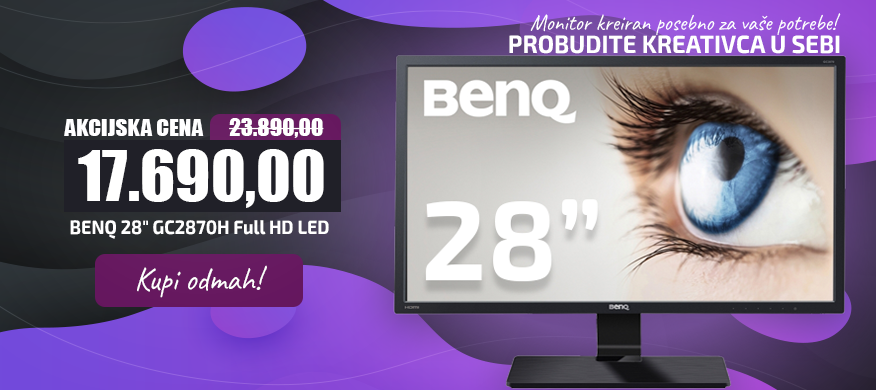 Monitor kreiran posebno za vaše potrebe!
PROBUDITE KREATIVCA U SEBI
AKCIJSKA CENA 23.890,00
17.690,00
BENQ 28" GC2870H Full HD LED
Kupi odmah!
BenQ
28”
HDMI
BenQ